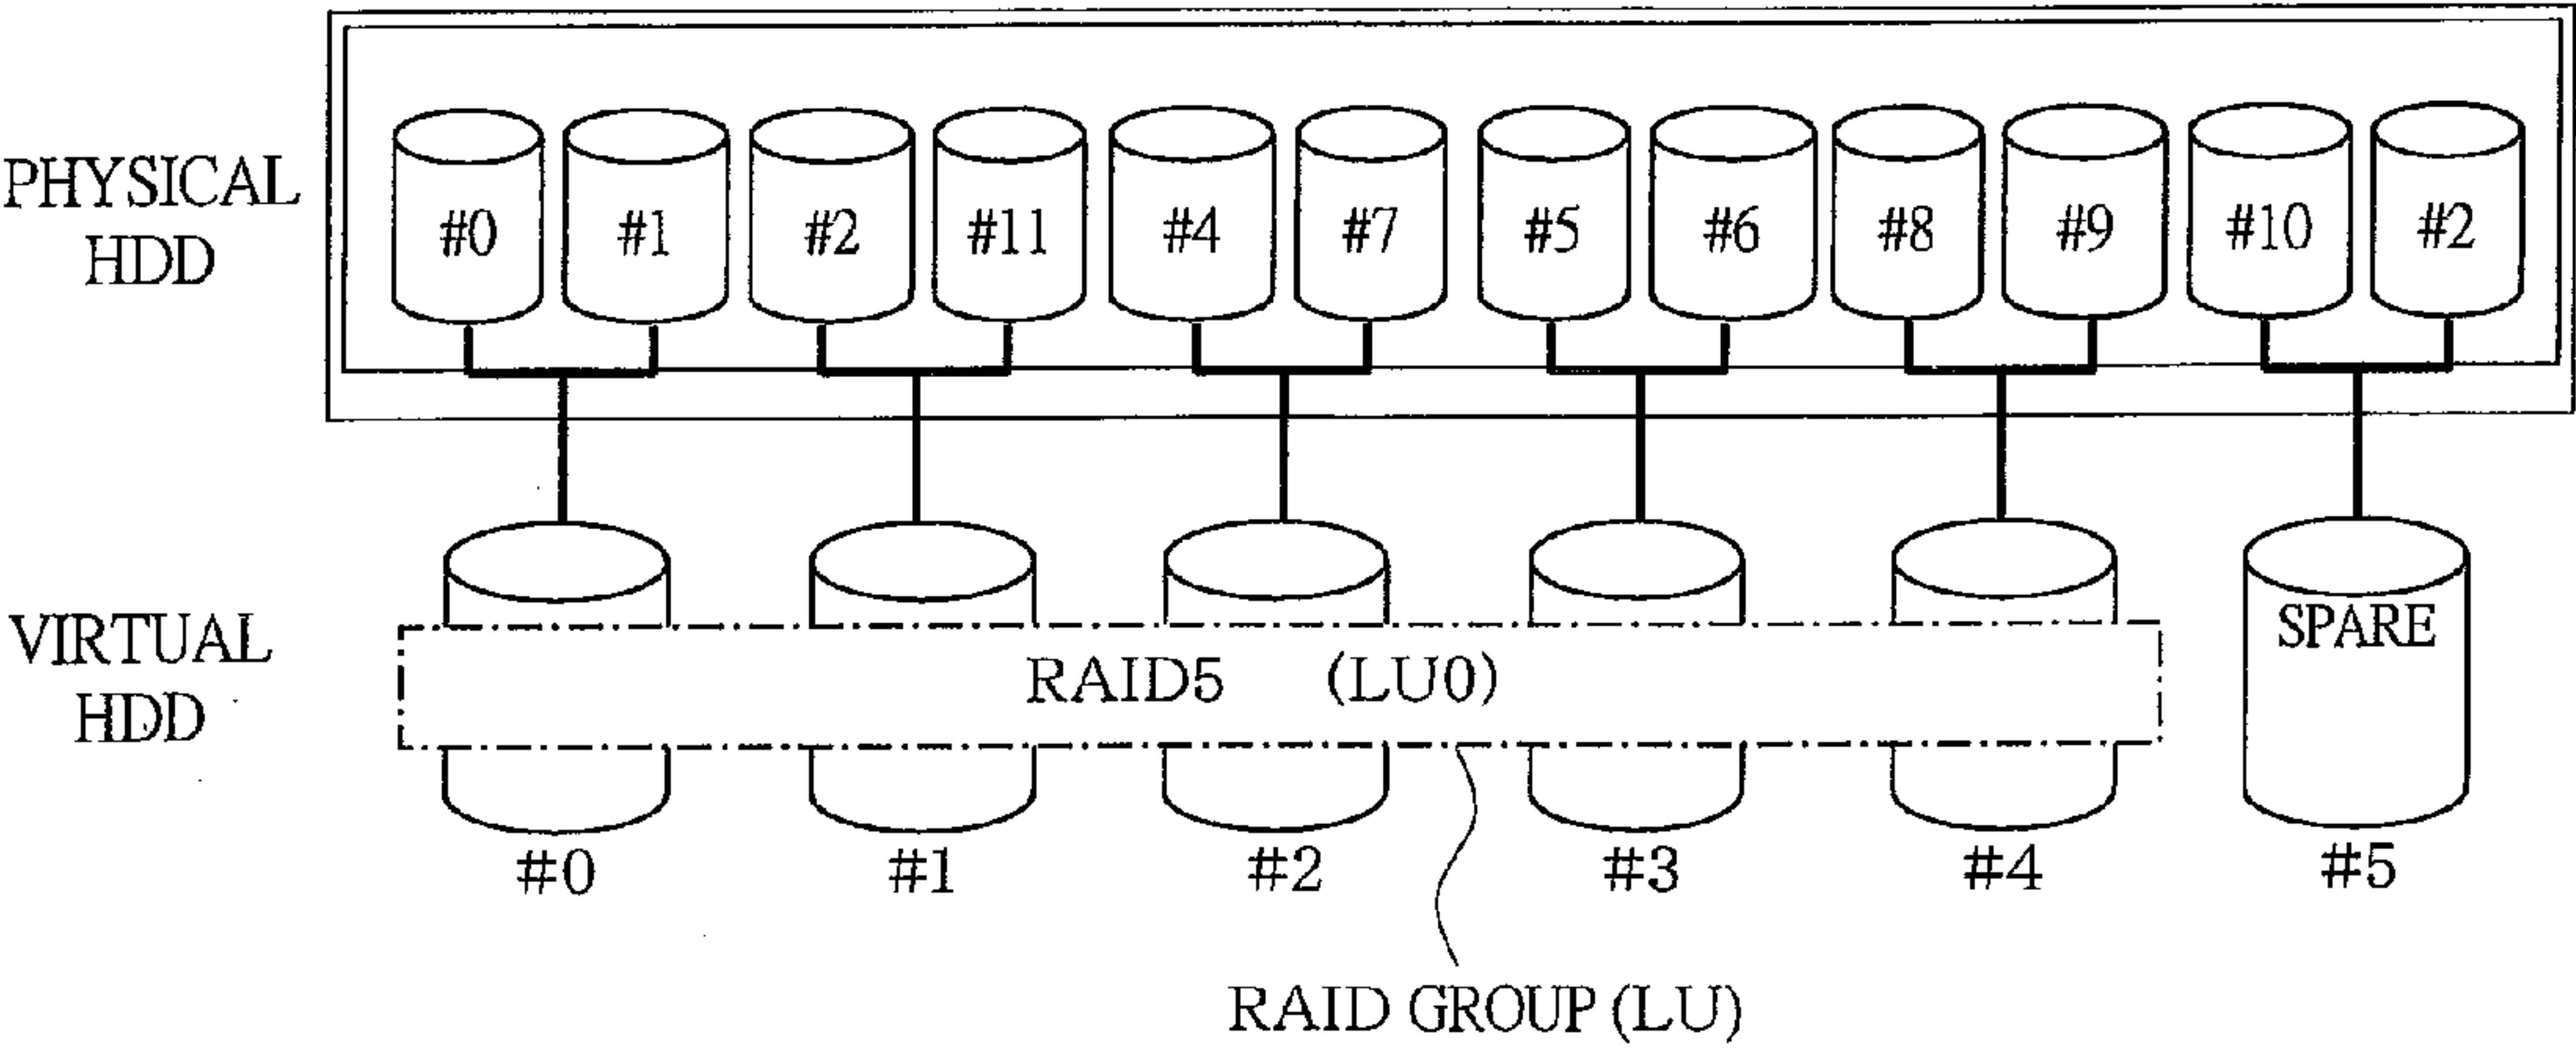 PHYSICAL
HDD
#0 #1 #2 #11 #4 #7 #5 #6 #8 #9 #10 #2
VIRTUAL
HDD
RAID5 (LU0)
SPARE
#0 #1 #2 #3 #4 #5
RAID GROUP (LU)